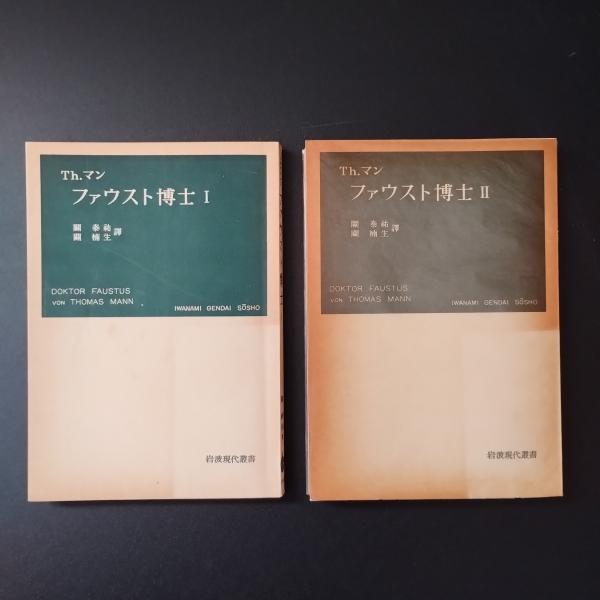 Th.マン
ファウスト博士 I
關 泰祐
關 楠生 譯
DOKTOR FAUSTUS
VON THOMAS MANN
IWANAMI GENDAI SŌSHO
岩波現代叢書
Th.マン
ファウスト博士 II
關 泰祐
關 楠生 譯
DOKTOR FAUSTUS
VON THOMAS MANN
IWANAMI GENDAI SŌSHO
岩波現代叢書